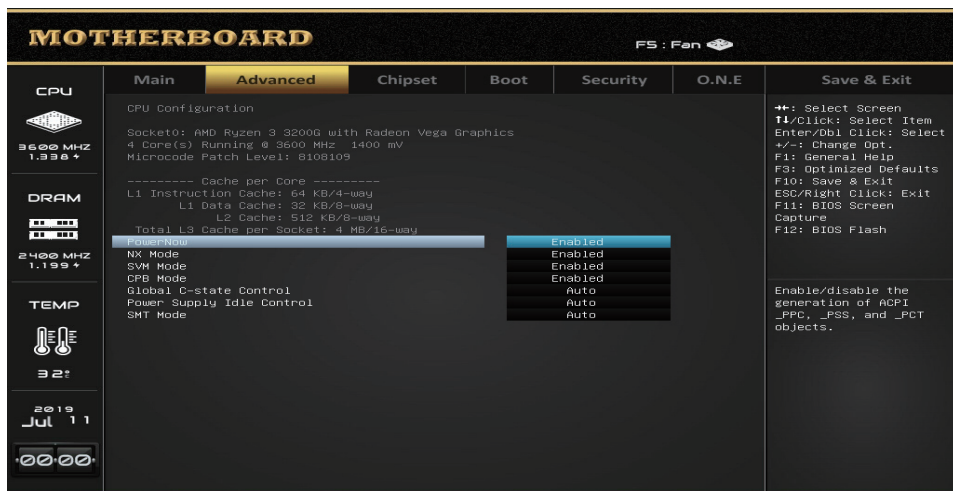 MOTHERBOARD
F5 : Fan
Main Advanced Chipset Boot Security O.N.E Save & Exit
CPU
3600 MHZ
1.338
DRAM
2400 MHZ
1.199
TEMP
32
2019
Jul 11
00:00
CPU Configuration
Socket0: AMD Ryzen 3 3200G with Radeon Vega Graphics
4 Core(s) Running @ 3600 MHz 1400 mV
Microcode Patch Level: 8108109
--------- Cache per Core ---------
L1 Instruction Cache: 64 KB/4-way
L1 Data Cache: 32 KB/8-way
L2 Cache: 512 KB/8-way
Total L3 Cache per Socket: 4 MB/16-way
PowerNow Enabled
NX Mode Enabled
SVM Mode Enabled
CPB Mode Enabled
Global C-state Control Auto
Power Supply Idle Control Auto
SMT Mode Auto
→←: Select Screen
↑↓/Click: Select Item
Enter/Dbl Click: Select
+/-: Change Opt.
F1: General Help
F3: Optimized Defaults
F10: Save & Exit
ESC/Right Click: Exit
F11: BIOS Screen
Capture
F12: BIOS Flash
Enable/disable the
generation of ACPI
_PPC, _PSS, and _PCT
objects.